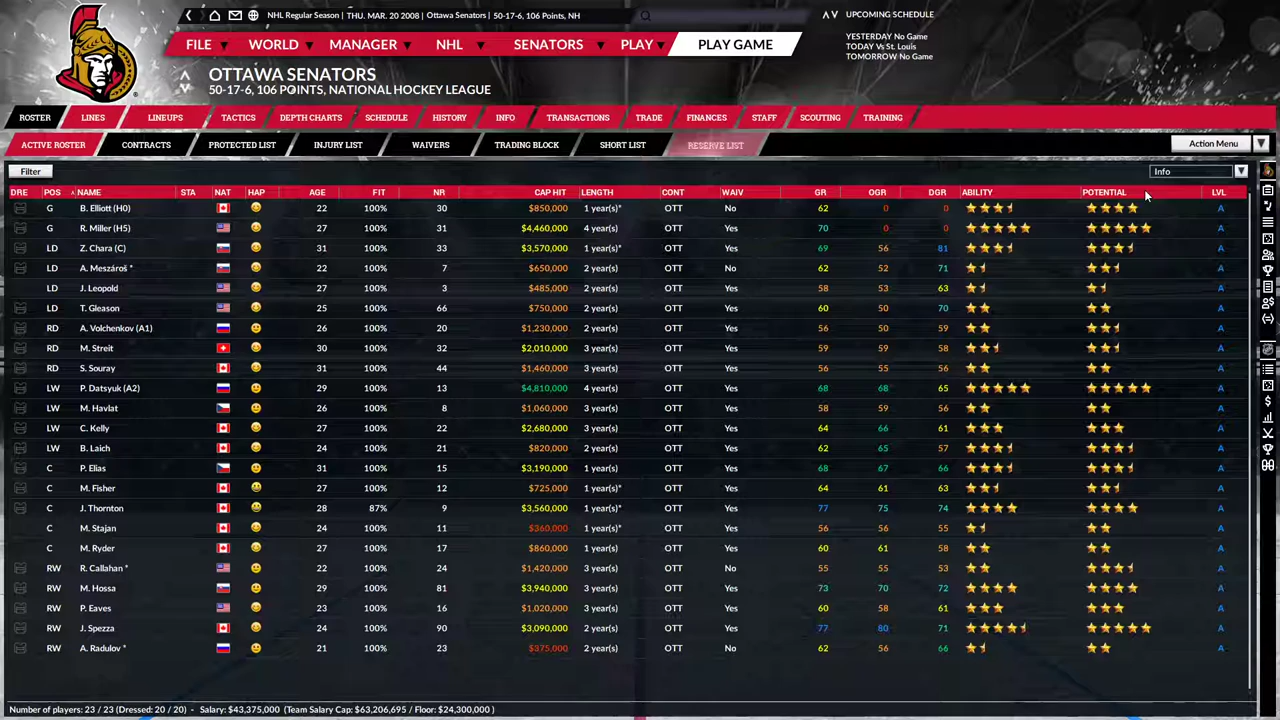 NHL Regular Season | THU. MAR. 20 2008 | Ottawa Senators | 50-17-6, 106 Points, NH
UPCOMING SCHEDULE
YESTERDAY No Game
TODAY Vs St. Louis
TOMORROW No Game
FILE WORLD MANAGER NHL SENATORS PLAY PLAY GAME
OTTAWA SENATORS
50-17-6, 106 POINTS, NATIONAL HOCKEY LEAGUE
ROSTER LINES LINEUPS TACTICS DEPTH CHARTS SCHEDULE HISTORY INFO TRANSACTIONS TRADE FINANCES STAFF SCOUTING TRAINING
ACTIVE ROSTER CONTRACTS PROTECTED LIST INJURY LIST WAIVERS TRADING BLOCK SHORT LIST RESERVE LIST Action Menu
Filter Info
DRE POS NAME STA NAT HAP AGE FIT NR CAP HIT LENGTH CONT WAIV GR OGR DGR ABILITY POTENTIAL LVL
G B. Elliott (H0) 22 100% 30 $850,000 1 year(s)* OTT No 62 0 0 A
G R. Miller (H5) 27 100% 31 $4,460,000 4 year(s) OTT Yes 70 0 0 A
LD Z. Chara (C) 31 100% 33 $3,570,000 1 year(s)* OTT Yes 69 56 81 A
LD A. Meszároš * 22 100% 7 $650,000 2 year(s) OTT No 62 52 71 A
LD J. Leopold 27 100% 3 $485,000 2 year(s) OTT Yes 58 53 63 A
LD T. Gleason 25 100% 66 $750,000 2 year(s) OTT Yes 60 50 70 A
RD A. Volchenkov (A1) 26 100% 20 $1,230,000 2 year(s) OTT Yes 56 50 59 A
RD M. Streit 30 100% 32 $2,010,000 3 year(s) OTT Yes 59 59 58 A
RD S. Souray 31 100% 44 $1,460,000 3 year(s) OTT Yes 56 55 56 A
LW P. Datsyuk (A2) 29 100% 13 $4,810,000 4 year(s) OTT Yes 68 68 65 A
LW M. Havlat 26 100% 8 $1,060,000 3 year(s) OTT Yes 58 59 56 A
LW C. Kelly 27 100% 22 $2,680,000 3 year(s) OTT Yes 64 66 61 A
LW B. Laich 24 100% 21 $820,000 2 year(s) OTT Yes 62 65 57 A
C P. Elias 31 100% 15 $3,190,000 1 year(s) OTT Yes 68 67 66 A
C M. Fisher 27 100% 12 $725,000 1 year(s)* OTT Yes 64 61 63 A
C J. Thornton 28 87% 9 $3,560,000 1 year(s)* OTT Yes 77 75 74 A
C M. Stajan 24 100% 11 $360,000 1 year(s)* OTT Yes 56 56 55 A
C M. Ryder 27 100% 17 $860,000 1 year(s) OTT Yes 60 61 58 A
RW R. Callahan * 22 100% 24 $1,420,000 3 year(s) OTT No 55 55 53 A
RW M. Hossa 29 100% 81 $3,940,000 3 year(s) OTT Yes 73 70 72 A
RW P. Eaves 23 100% 16 $1,020,000 3 year(s) OTT Yes 60 58 61 A
RW J. Spezza 24 100% 90 $3,090,000 2 year(s) OTT Yes 77 80 71 A
RW A. Radulov * 21 100% 23 $375,000 2 year(s) OTT No 62 56 66 A
Number of players: 23 / 23 (Dressed: 20 / 20) - Salary: $43,375,000 (Team Salary Cap: $63,206,695 / Floor: $24,300,000 )